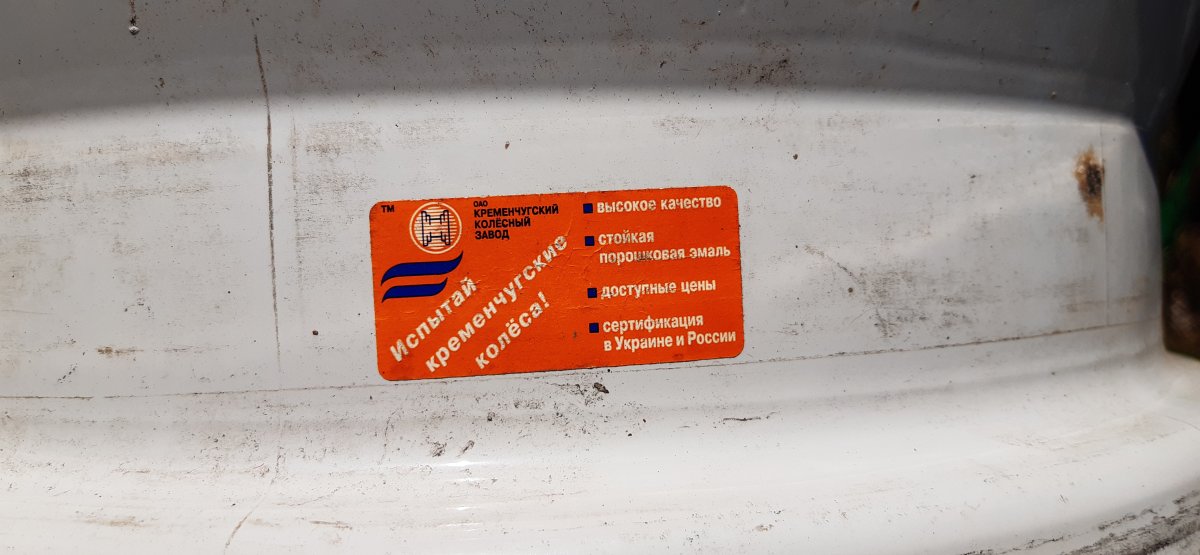 ™
ОАО
КРЕМЕНЧУГСКИЙ
КОЛЁСНЫЙ
ЗАВОД
Испытай
кременчугские
колёса!
высокое качество
стойкая
порошковая эмаль
доступные цены
сертификация
в Украине и России